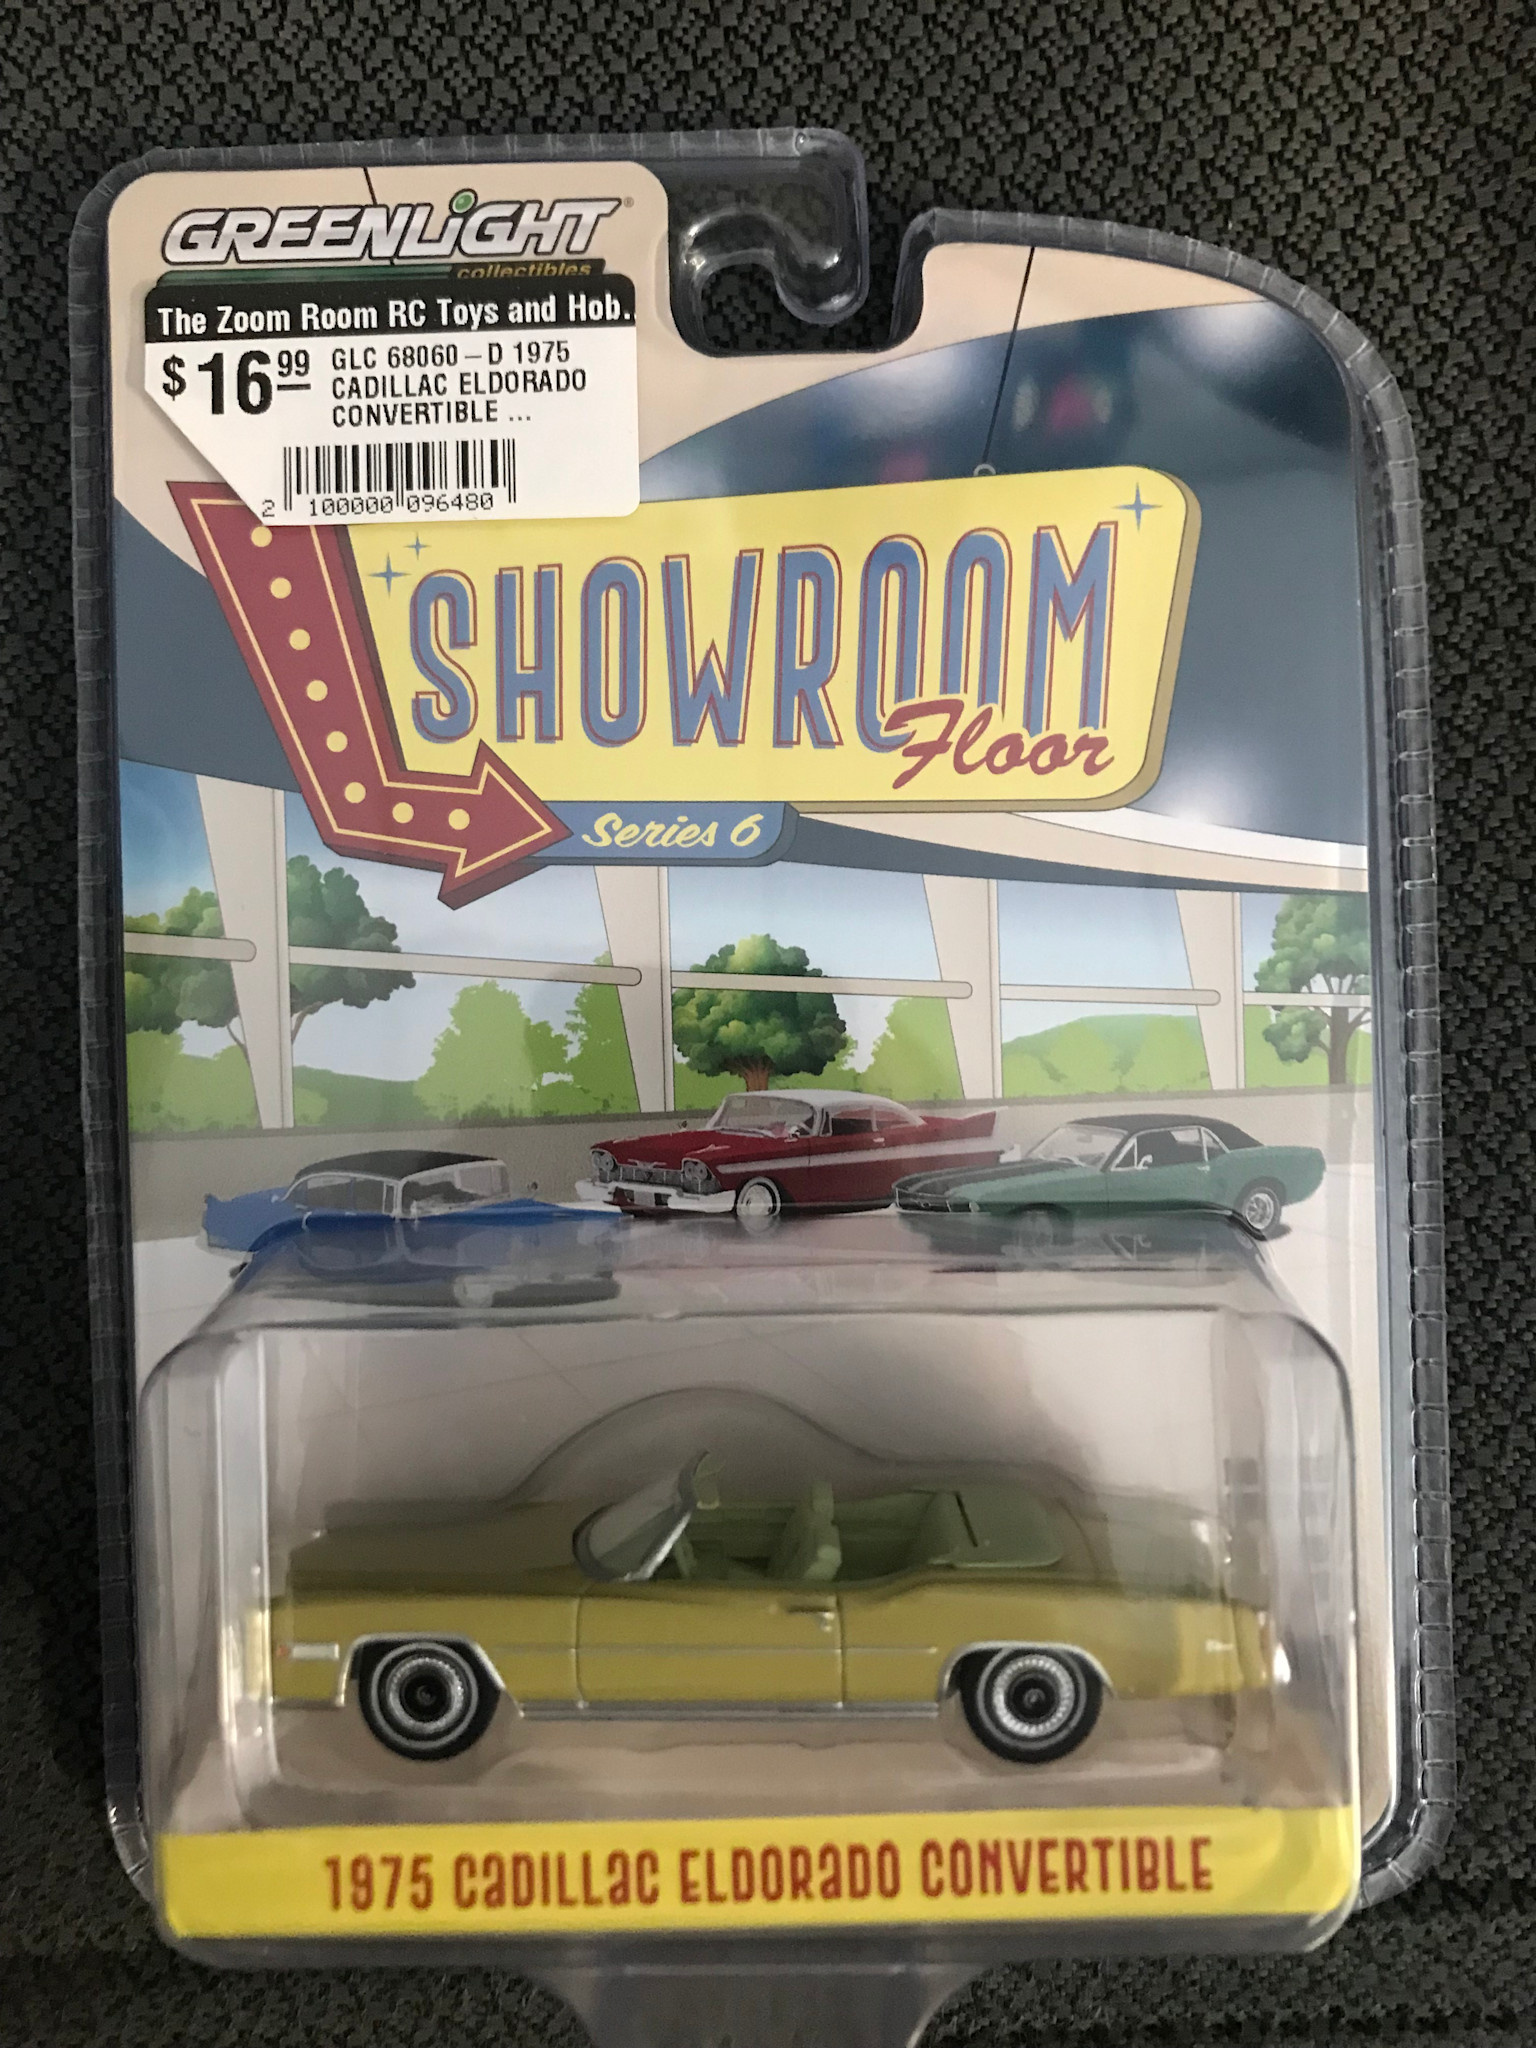 GREENLiGHT®
collectibles
The Zoom Room RC Toys and Hob..
$16.99
GLC 68060-D 1975
CADILLAC ELDORADO
CONVERTIBLE ...
2 100000 096480
SHOWROOM
Floor
Series 6
1975 CADILLAC ELDORADO CONVERTIBLE